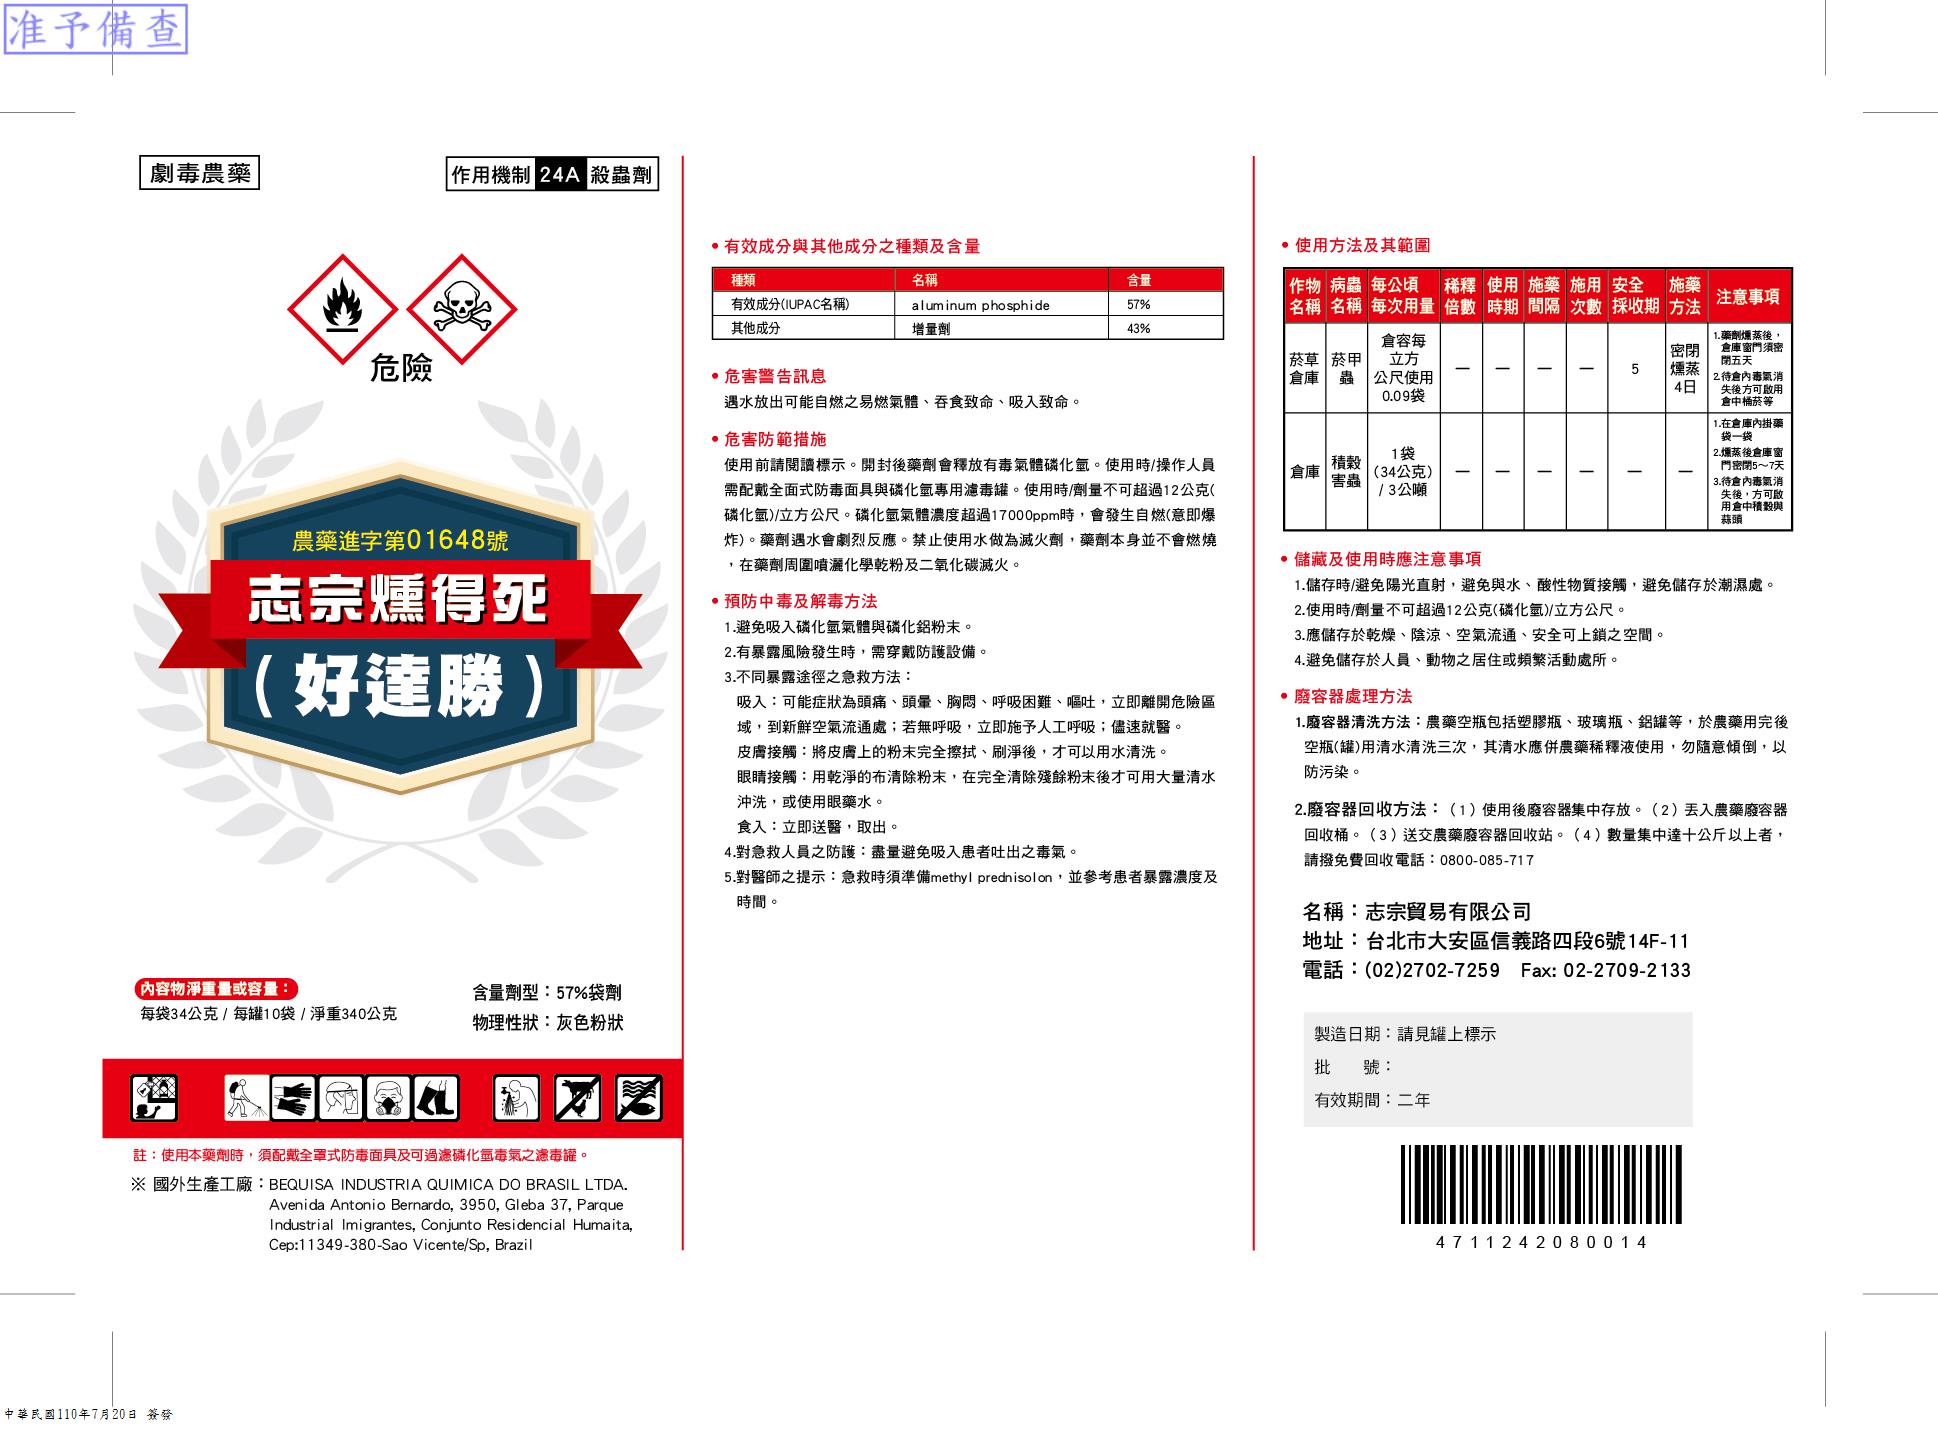 准予備查
劇毒農藥
作用機制 24A 殺蟲劑
危險
農藥進字第01648號
志宗燻得死
(好達勝)
內容物淨重量或容量：
每袋34公克 / 每罐10袋 / 淨重340公克
含量劑型：57%袋劑
物理性狀：灰色粉狀
註：使用本藥劑時，須配戴全罩式防毒面具及可過濾磷化氫毒氣之濾毒罐。
※ 國外生產工廠：BEQUISA INDUSTRIA QUIMICA DO BRASIL LTDA.
Avenida Antonio Bernardo, 3950, Gleba 37, Parque
Industrial Imigrantes, Conjunto Residencial Humaita,
Cep:11349-380-Sao Vicente/Sp, Brazil
• 有效成分與其他成分之種類及含量
種類 名稱 含量
有效成分(IUPAC名稱) aluminum phosphide 57%
其他成分 增量劑 43%
• 危害警告訊息
遇水放出可能自燃之易燃氣體、吞食致命、吸入致命。
• 危害防範措施
使用前請閱讀標示。開封後藥劑會釋放有毒氣體磷化氫。使用時/操作人員
需配戴全面式防毒面具與磷化氫專用濾毒罐。使用時/劑量不可超過12公克(
磷化氫)/立方公尺。磷化氫氣體濃度超過17000ppm時，會發生自燃(意即爆
炸)。藥劑遇水會劇烈反應。禁止使用水做為滅火劑，藥劑本身並不會燃燒
，在藥劑周圍噴灑化學乾粉及二氧化碳滅火。
• 預防中毒及解毒方法
1.避免吸入磷化氫氣體與磷化鋁粉末。
2.有暴露風險發生時，需穿戴防護設備。
3.不同暴露途徑之急救方法：
吸入：可能症狀為頭痛、頭暈、胸悶、呼吸困難、嘔吐，立即離開危險區
域，到新鮮空氣流通處；若無呼吸，立即施予人工呼吸；儘速就醫。
皮膚接觸：將皮膚上的粉末完全擦拭、刷淨後，才可以用水清洗。
眼睛接觸：用乾淨的布清除粉末，在完全清除殘餘粉末後才可用大量清水
沖洗，或使用眼藥水。
食入：立即送醫，取出。
4.對急救人員之防護：盡量避免吸入患者吐出之毒氣。
5.對醫師之提示：急救時須準備methyl prednisolon，並參考患者暴露濃度及
時間。
• 使用方法及其範圍
作物名稱 病蟲名稱 每公頃每次用量 稀釋倍數 使用時期 施藥間隔 施用次數 安全採收期 施藥方法 注意事項
菸草倉庫 菸甲蟲 倉容每立方公尺使用0.09袋 — — — — 5 密閉燻蒸4日 1.藥劑燻蒸後，倉庫窗門須密閉五天 2.待倉內毒氣消失後方可啟用倉中桶菸等
倉庫 積穀害蟲 1袋(34公克)/ 3公噸 — — — — — — 1.在倉庫內掛藥袋一袋 2.燻蒸後倉庫窗門密閉5～7天 3.待倉內毒氣消失後，方可啟用倉中積穀與蒜頭
• 儲藏及使用時應注意事項
1.儲存時/避免陽光直射，避免與水、酸性物質接觸，避免儲存於潮濕處。
2.使用時/劑量不可超過12公克(磷化氫)/立方公尺。
3.應儲存於乾燥、陰涼、空氣流通、安全可上鎖之空間。
4.避免儲存於人員、動物之居住或頻繁活動處所。
• 廢容器處理方法
1.廢容器清洗方法：農藥空瓶包括塑膠瓶、玻璃瓶、鋁罐等，於農藥用完後
空瓶(罐)用清水清洗三次，其清水應併農藥稀釋液使用，勿隨意傾倒，以
防污染。
2.廢容器回收方法：（1）使用後廢容器集中存放。（2）丟入農藥廢容器
回收桶。（3）送交農藥廢容器回收站。（4）數量集中達十公斤以上者，
請撥免費回收電話：0800-085-717
名稱：志宗貿易有限公司
地址：台北市大安區信義路四段6號14F-11
電話：(02)2702-7259 Fax: 02-2709-2133
製造日期：請見罐上標示
批 號：
有效期間：二年
4711242080014
中華民國110年7月20日 簽發